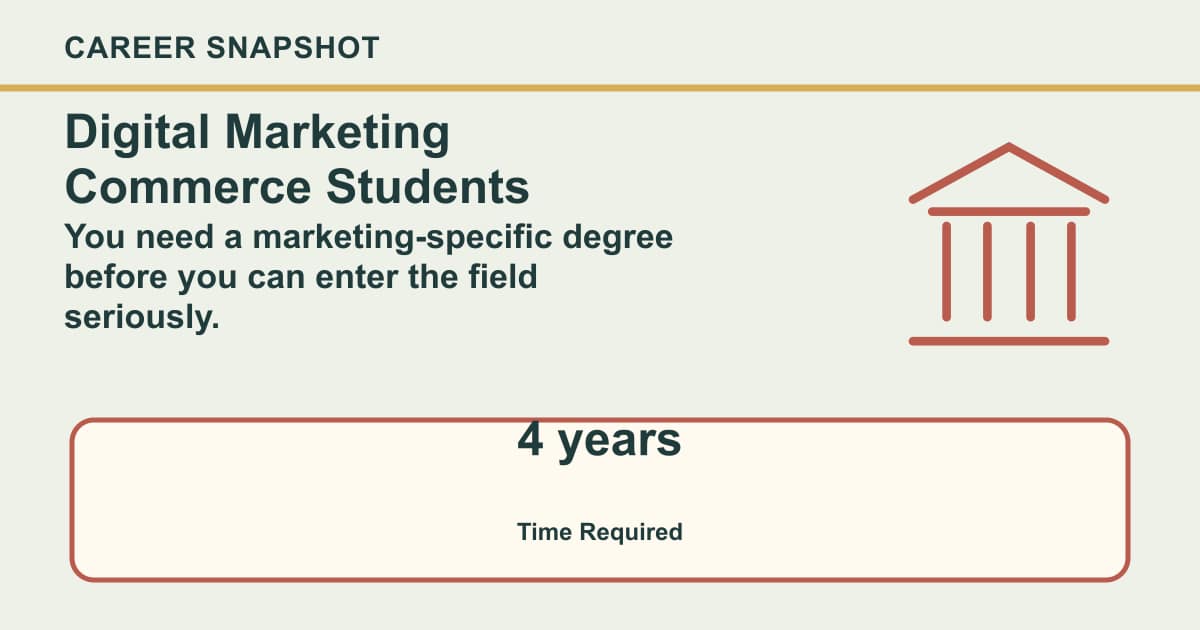 CAREER SNAPSHOT
Digital Marketing
Commerce Students
You need a marketing-specific degree
before you can enter the field
seriously.
4 years
Time Required